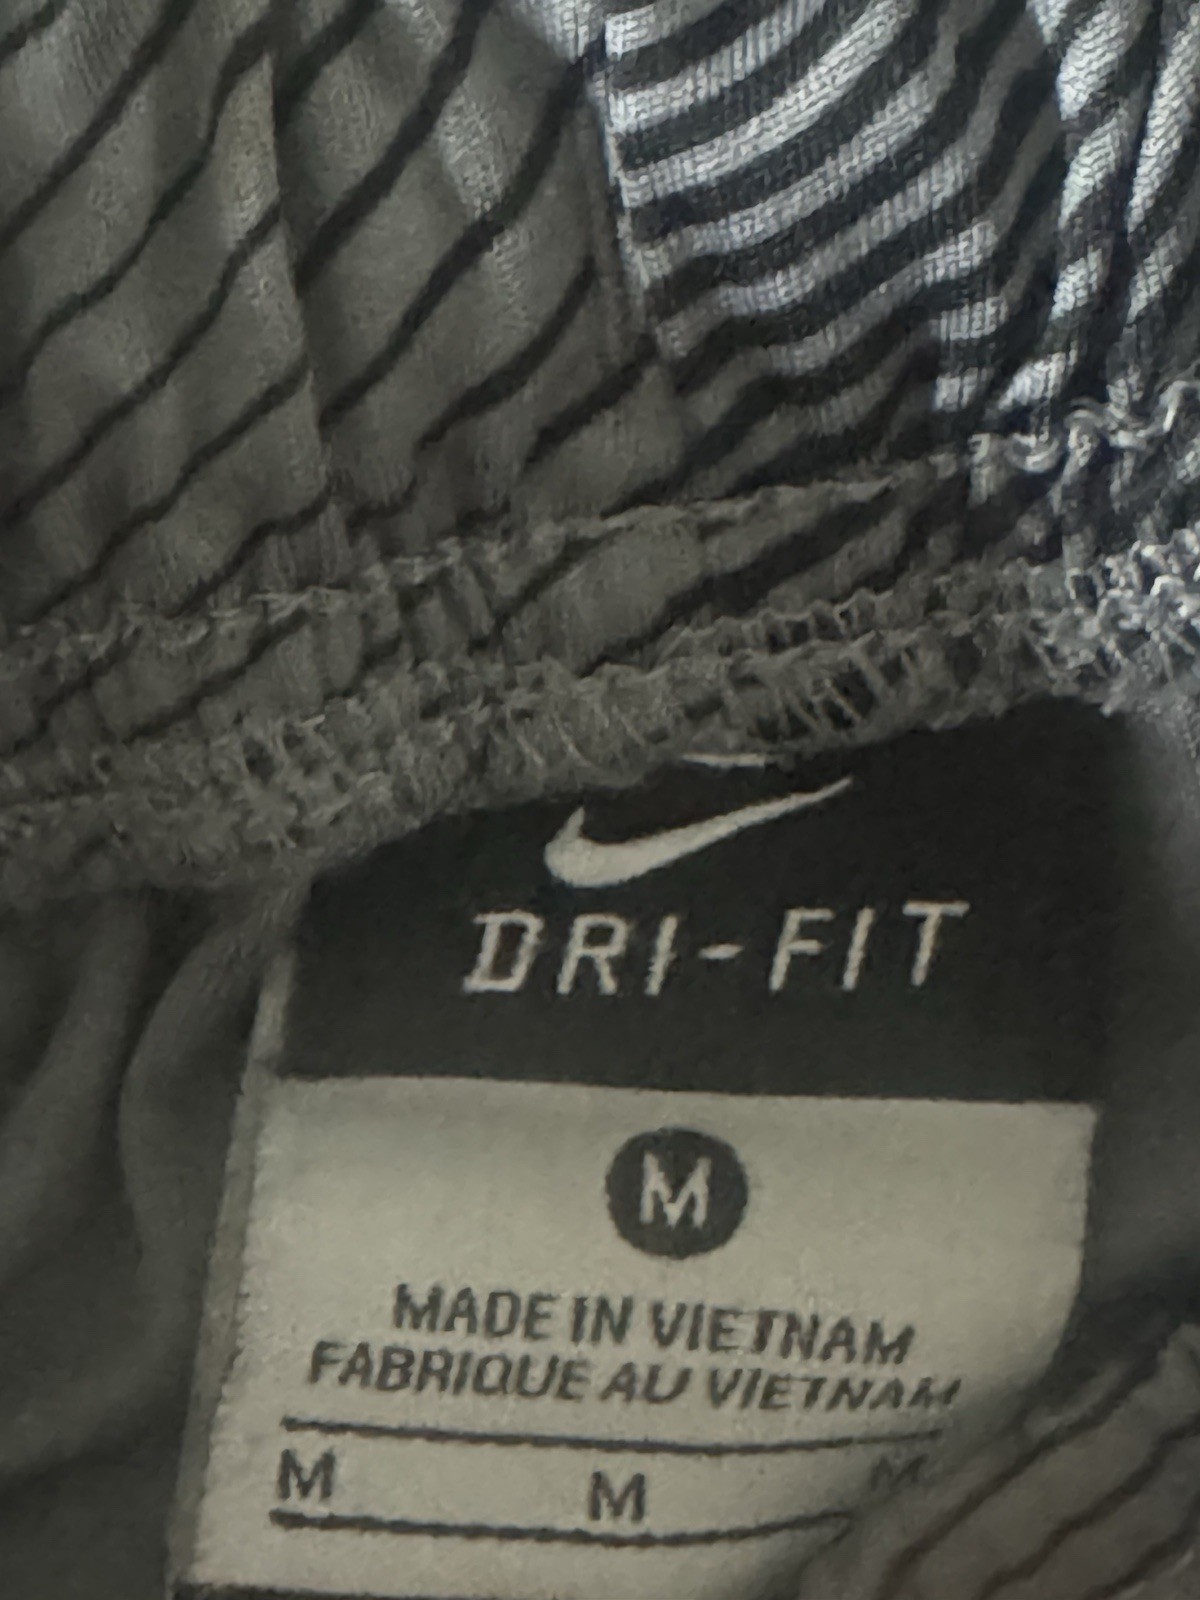 DRI-FIT
M
MADE IN VIETNAM
FABRIQUE AU VIETNAM
M M M